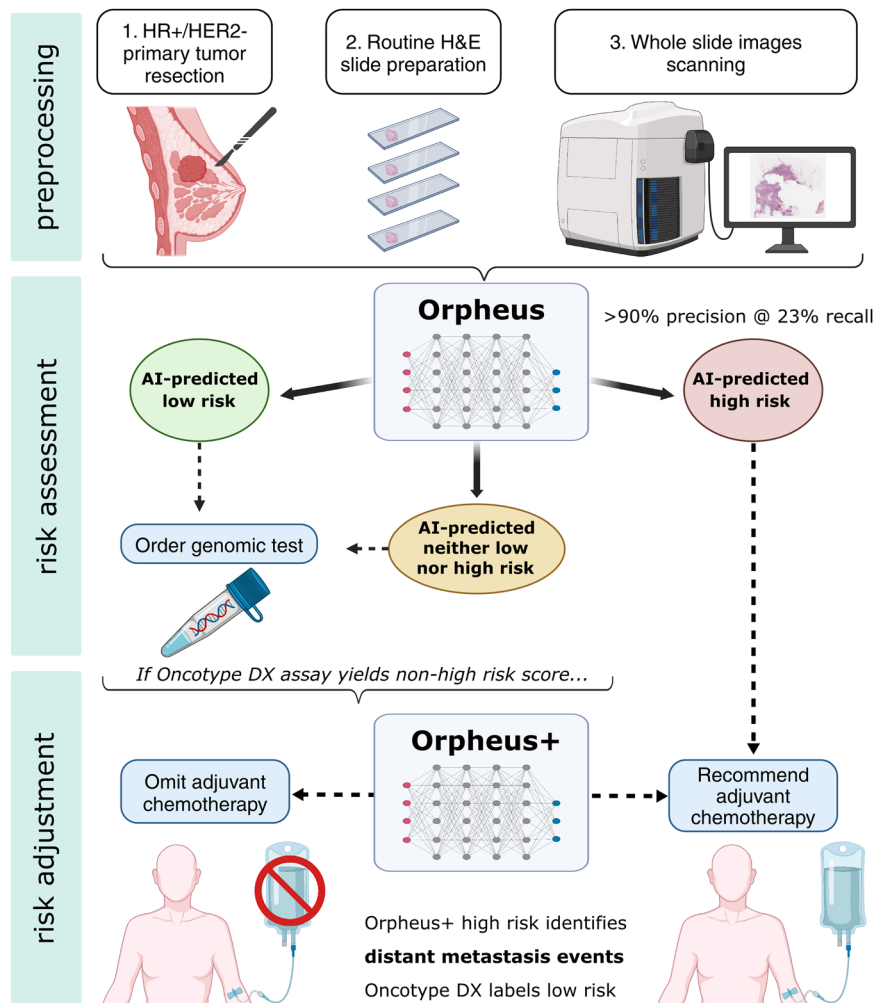 preprocessing
1. HR+/HER2-
primary tumor
resection
2. Routine H&E
slide preparation
3. Whole slide images
scanning
risk assessment
Orpheus
>90% precision @ 23% recall
AI-predicted
low risk
AI-predicted
high risk
Order genomic test
AI-predicted
neither low
nor high risk
If Oncotype DX assay yields non-high risk score...
risk adjustment
Orpheus+
Omit adjuvant
chemotherapy
Recommend
adjuvant
chemotherapy
Orpheus+ high risk identifies
distant metastasis events
Oncotype DX labels low risk